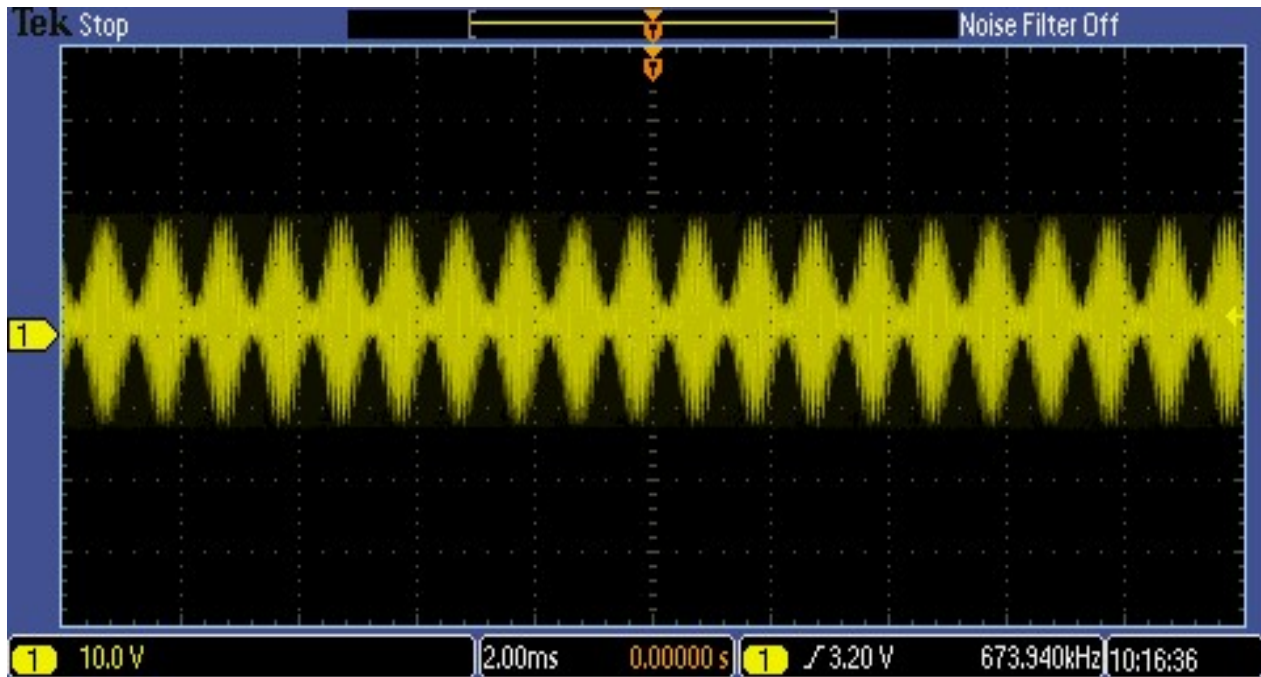 Tek Stop Noise Filter Off
T
T
1
1 10.0 V 2.00ms 0.00000 s 1 / 3.20 V 673.940kHz 10:16:36